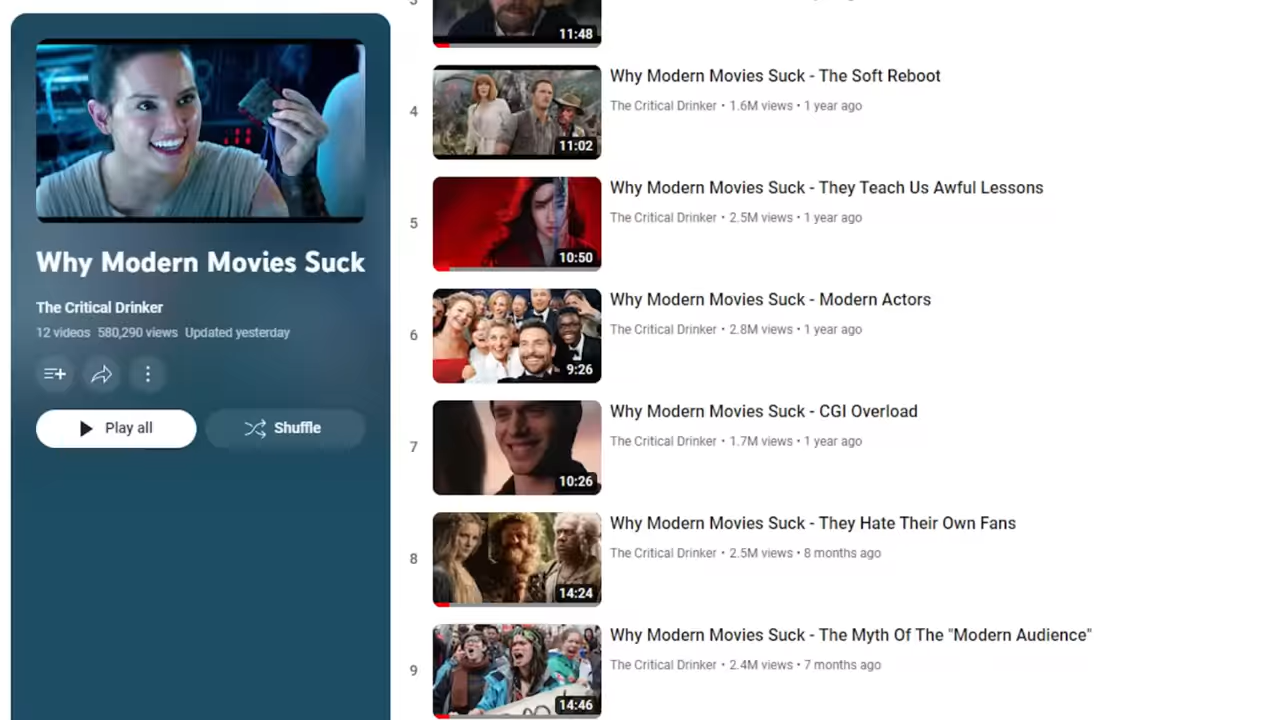 Why Modern Movies Suck
The Critical Drinker
12 videos 580,290 views Updated yesterday
Play all
Shuffle
3
11:48
4
11:02
Why Modern Movies Suck - The Soft Reboot
The Critical Drinker • 1.6M views • 1 year ago
5
10:50
Why Modern Movies Suck - They Teach Us Awful Lessons
The Critical Drinker • 2.5M views • 1 year ago
6
9:26
Why Modern Movies Suck - Modern Actors
The Critical Drinker • 2.8M views • 1 year ago
7
10:26
Why Modern Movies Suck - CGI Overload
The Critical Drinker • 1.7M views • 1 year ago
8
14:24
Why Modern Movies Suck - They Hate Their Own Fans
The Critical Drinker • 2.5M views • 8 months ago
9
14:46
Why Modern Movies Suck - The Myth Of The "Modern Audience"
The Critical Drinker • 2.4M views • 7 months ago